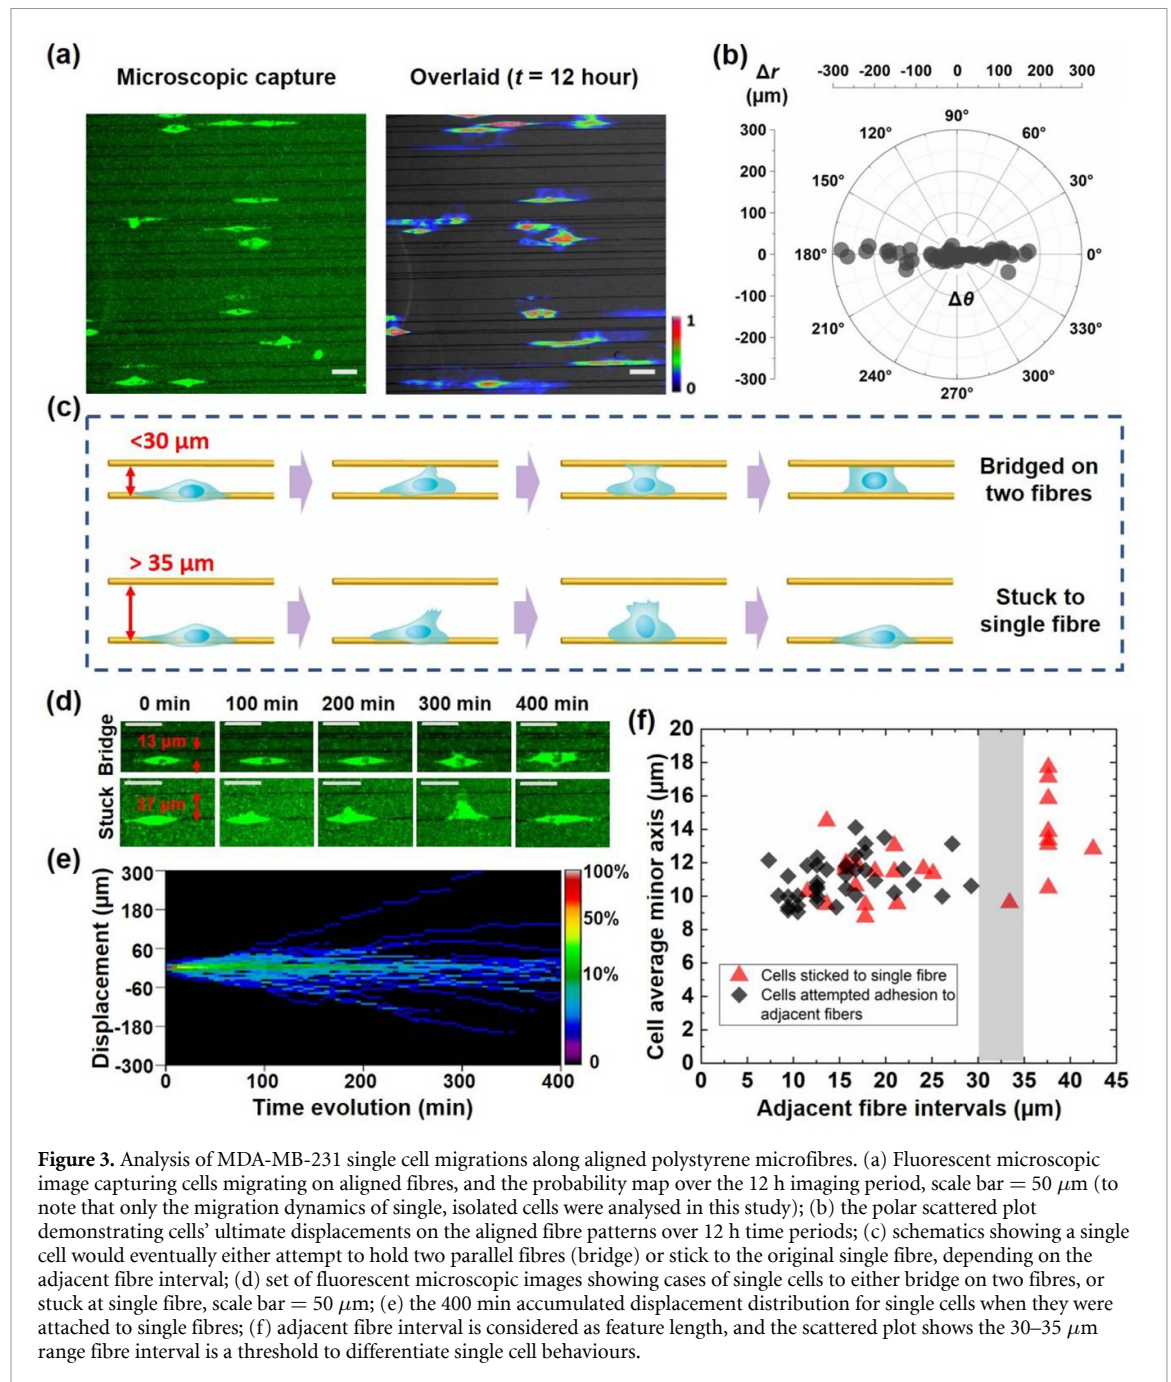 (a)
Microscopic capture
Overlaid (t = 12 hour)
1
0
(b)
Δr
(μm)
-300 -200 -100 0 100 200 300
300
200
100
0
-100
-200
-300
90°
120° 60°
150° 30°
180° 0°
Δθ
210° 330°
240° 300°
270°
(c)
<30 μm
Bridged on
two fibres
> 35 μm
Stuck to
single fibre
(d)
0 min 100 min 200 min 300 min 400 min
Bridge
13 μm
Stuck
37 μm
(e)
Displacement (μm)
300
180
60
-60
-180
-300
0 100 200 300 400
Time evolution (min)
100%
50%
10%
0
(f)
Cell average minor axis (μm)
20
18
16
14
12
10
8
6
4
2
0
Cells sticked to single fibre
Cells attempted adhesion to
adjacent fibers
0 5 10 15 20 25 30 35 40 45
Adjacent fibre intervals (μm)
Figure 3. Analysis of MDA-MB-231 single cell migrations along aligned polystyrene microfibres. (a) Fluorescent microscopic
image capturing cells migrating on aligned fibres, and the probability map over the 12 h imaging period, scale bar = 50 μm (to
note that only the migration dynamics of single, isolated cells were analysed in this study); (b) the polar scattered plot
demonstrating cells' ultimate displacements on the aligned fibre patterns over 12 h time periods; (c) schematics showing a single
cell would eventually either attempt to hold two parallel fibres (bridge) or stick to the original single fibre, depending on the
adjacent fibre interval; (d) set of fluorescent microscopic images showing cases of single cells to either bridge on two fibres, or
stuck at single fibre, scale bar = 50 μm; (e) the 400 min accumulated displacement distribution for single cells when they were
attached to single fibres; (f) adjacent fibre interval is considered as feature length, and the scattered plot shows the 30–35 μm
range fibre interval is a threshold to differentiate single cell behaviours.